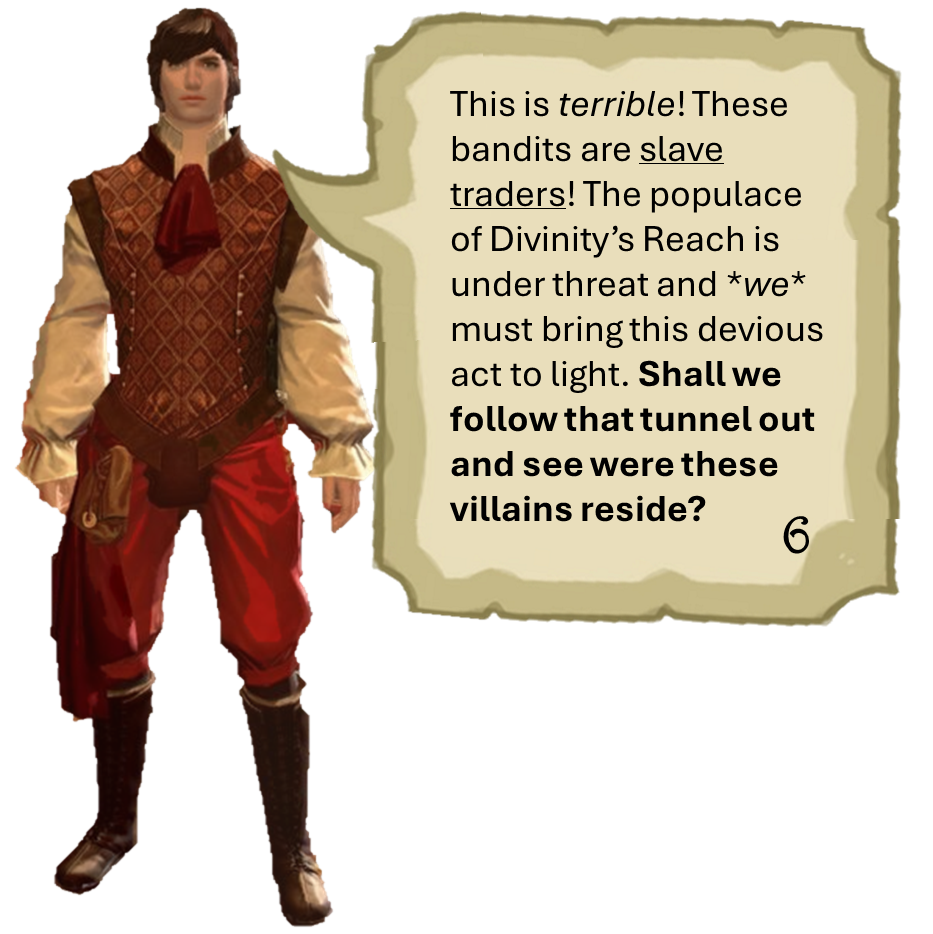 This is terrible! These
bandits are slave
traders! The populace
of Divinity’s Reach is
under threat and *we*
must bring this devious
act to light. Shall we
follow that tunnel out
and see were these
villains reside?
6